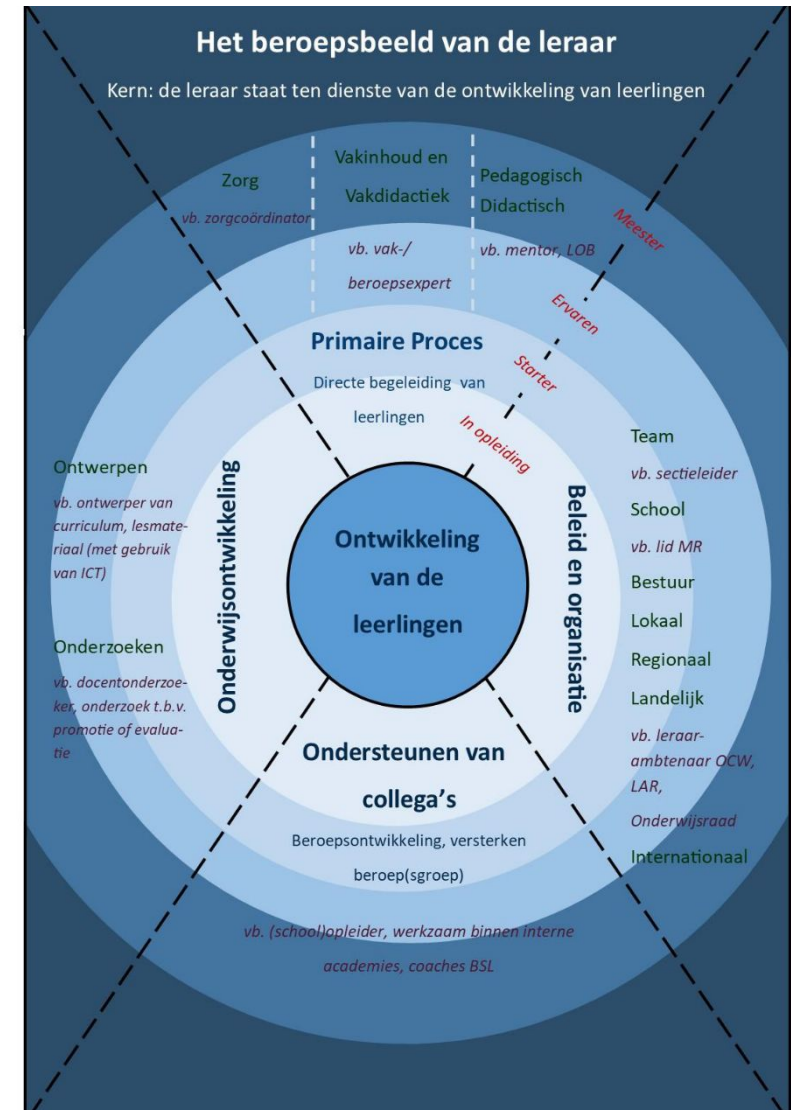 Het beroepsbeeld van de leraar
Kern: de leraar staat ten dienste van de ontwikkeling van leerlingen
Zorg
vb. zorgcoördinator
Vakinhoud en
Vakdidactiek
vb. vak-/
beroepsexpert
Pedagogisch
Didactisch
vb. mentor, LOB
Meester
Ervaren
Starter
In opleiding
Primaire Proces
Directe begeleiding van
leerlingen
Ontwerpen
vb. ontwerper van
curriculum, lesmate-
riaal (met gebruik
van ICT)
Onderzoeken
vb. docentonderzoe-
ker, onderzoek t.b.v.
promotie of evalua-
tie
Onderwijsontwikkeling
Ontwikkeling
van de
leerlingen
Beleid en organisatie
Team
vb. sectieleider
School
vb. lid MR
Bestuur
Lokaal
Regionaal
Landelijk
vb. leraar-
ambtenaar OCW,
LAR,
Onderwijsraad
Internationaal
Ondersteunen van
collega's
Beroepsontwikkeling, versterken
beroep(sgroep)
vb. (school)opleider, werkzaam binnen interne
academies, coaches BSL